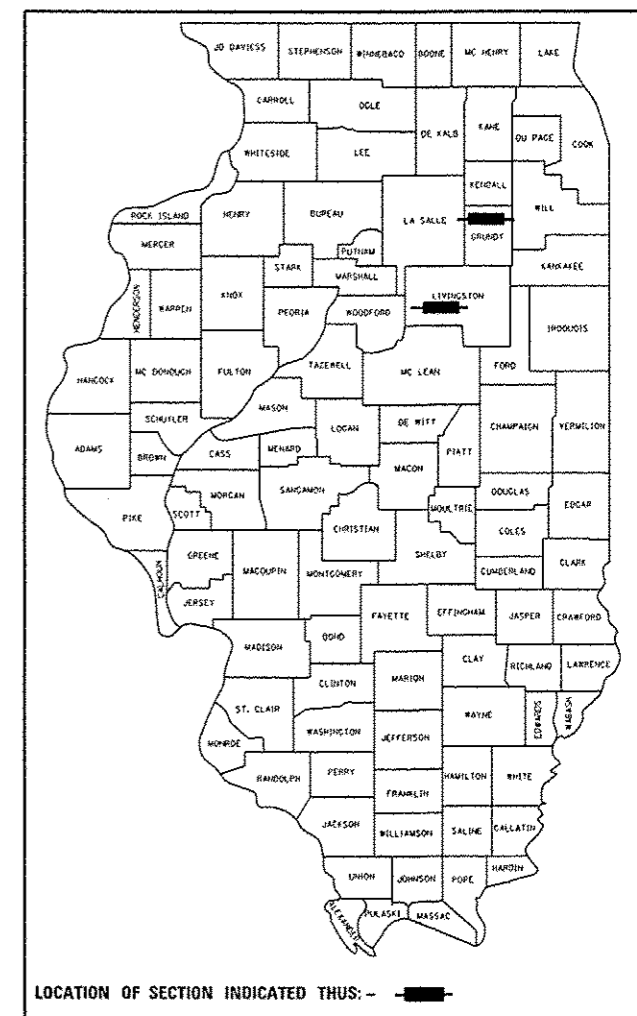 JO DAVIESS STEPHENSON WINNEBAGO BOONE MC HENRY LAKE
CARROLL OGLE DE KALB KANE DU PAGE COOK
WHITESIDE LEE KENDALL WILL
ROCK ISLAND HENRY BUREAU LA SALLE GRUNDY
MERCER PUTNAM KANKAKEE
STARK MARSHALL
HENDERSON WARREN KNOX PEORIA WOODFORD LIVINGSTON IROQUOIS
HANCOCK MC DONOUGH FULTON TAZEWELL MC LEAN FORD
SCHUYLER MASON LOGAN DE WITT CHAMPAIGN VERMILION
ADAMS BROWN CASS MENARD MACON PIATT
MORGAN SANGAMON DOUGLAS EDGAR
PIKE SCOTT CHRISTIAN MOULTRIE COLES
GREENE MACOUPIN MONTGOMERY SHELBY CUMBERLAND CLARK
CALHOUN JERSEY FAYETTE EFFINGHAM JASPER CRAWFORD
MADISON BOND CLAY RICHLAND LAWRENCE
CLINTON MARION
ST. CLAIR WASHINGTON JEFFERSON WAYNE EDWARDS WABASH
MONROE
RANDOLPH PERRY FRANKLIN HAMILTON WHITE
JACKSON WILLIAMSON SALINE GALLATIN
UNION JOHNSON POPE HARDIN
ALEXANDER PULASKI MASSAC
LOCATION OF SECTION INDICATED THUS: -